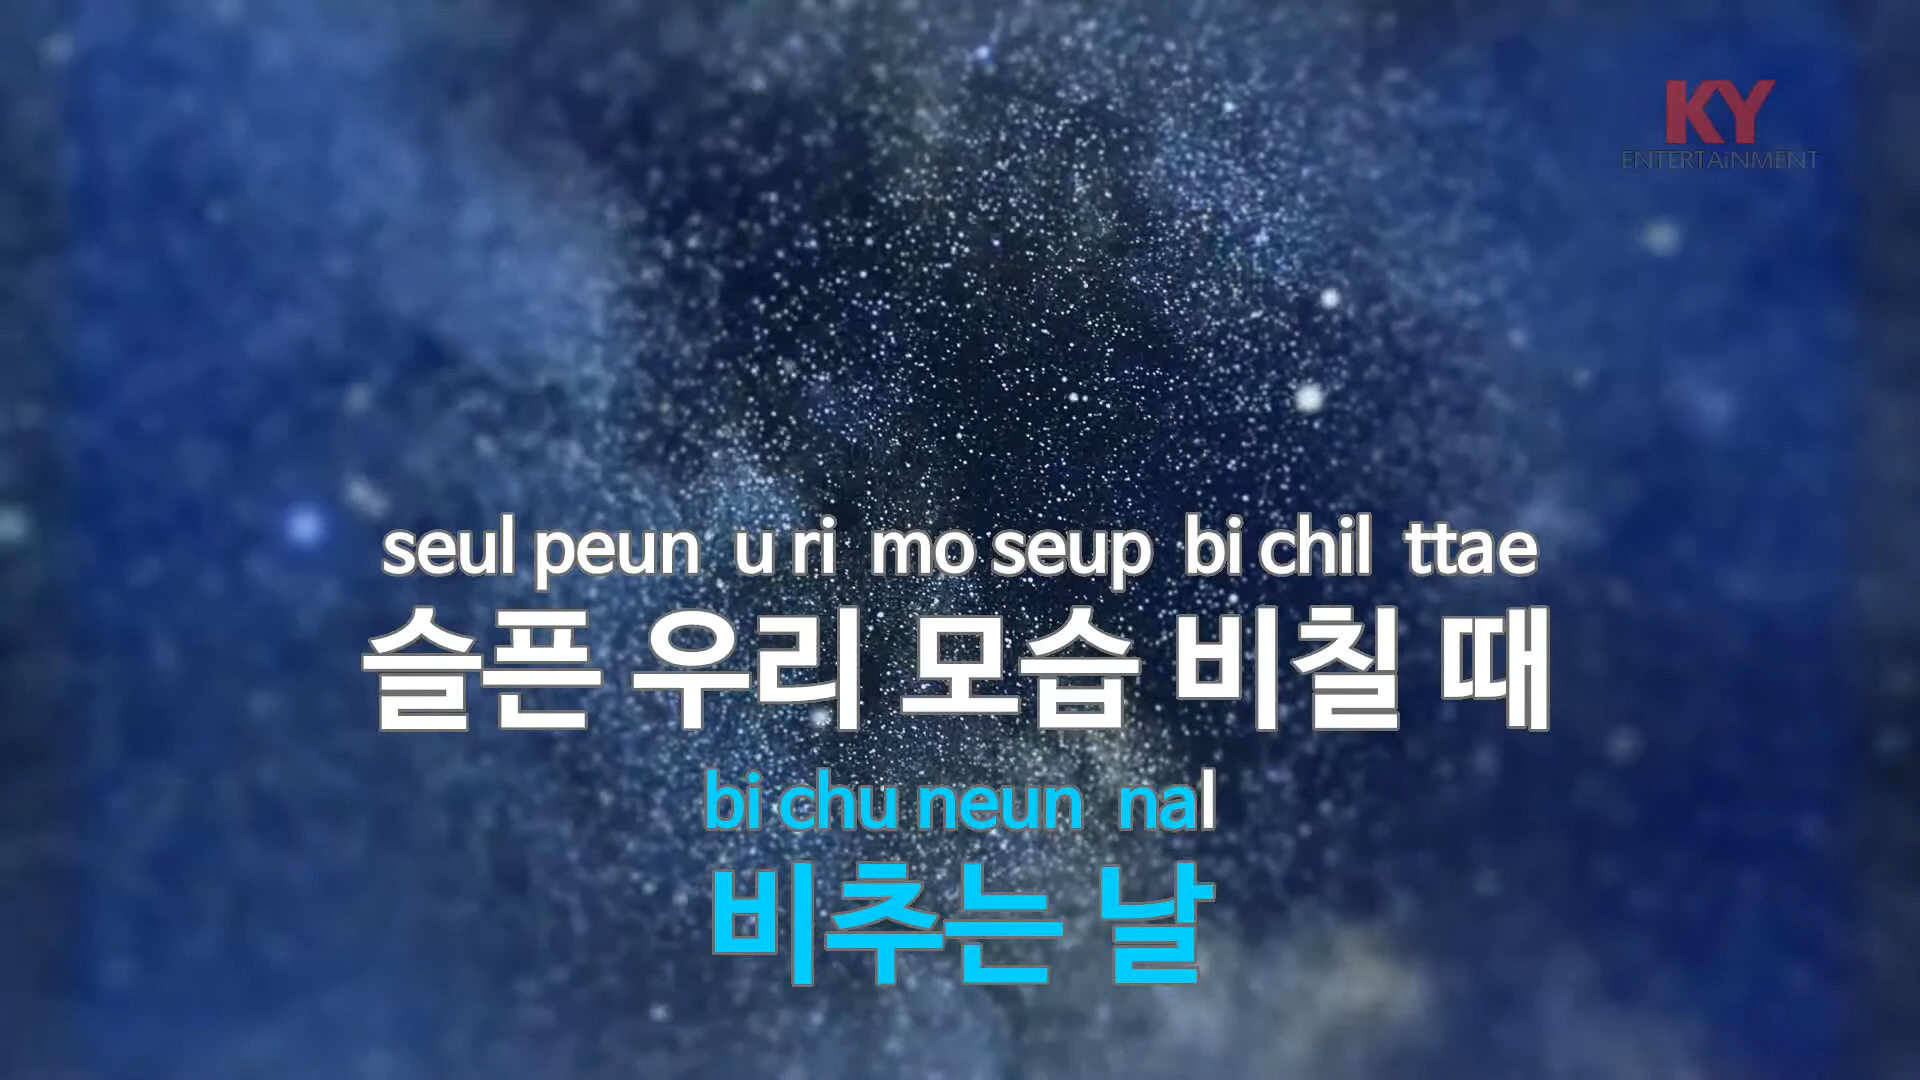 KY
ENTERTAiNMENT
seul peun u ri mo seup bi chil ttae
슬픈 우리 모습 비칠 때
bi chu neun nal
비추는 날